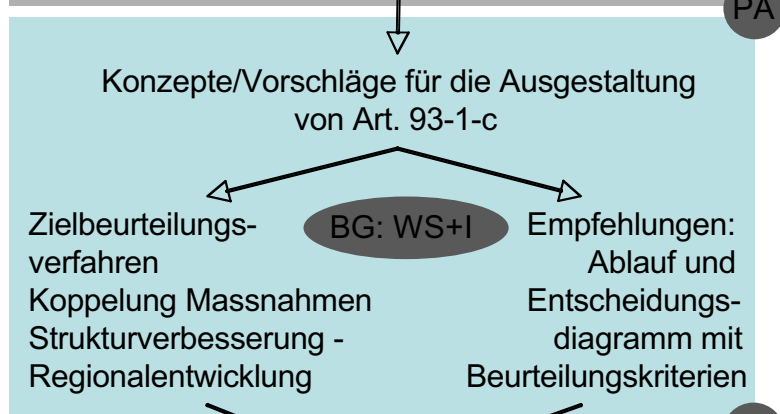 PA
Konzepte/Vorschläge für die Ausgestaltung
von Art. 93-1-c
Zielbeurteilungs-
verfahren
Koppelung Massnahmen
Strukturverbesserung -
Regionalentwicklung
BG: WS+I
Empfehlungen:
Ablauf und
Entscheidungs-
diagramm mit
Beurteilungskriterien